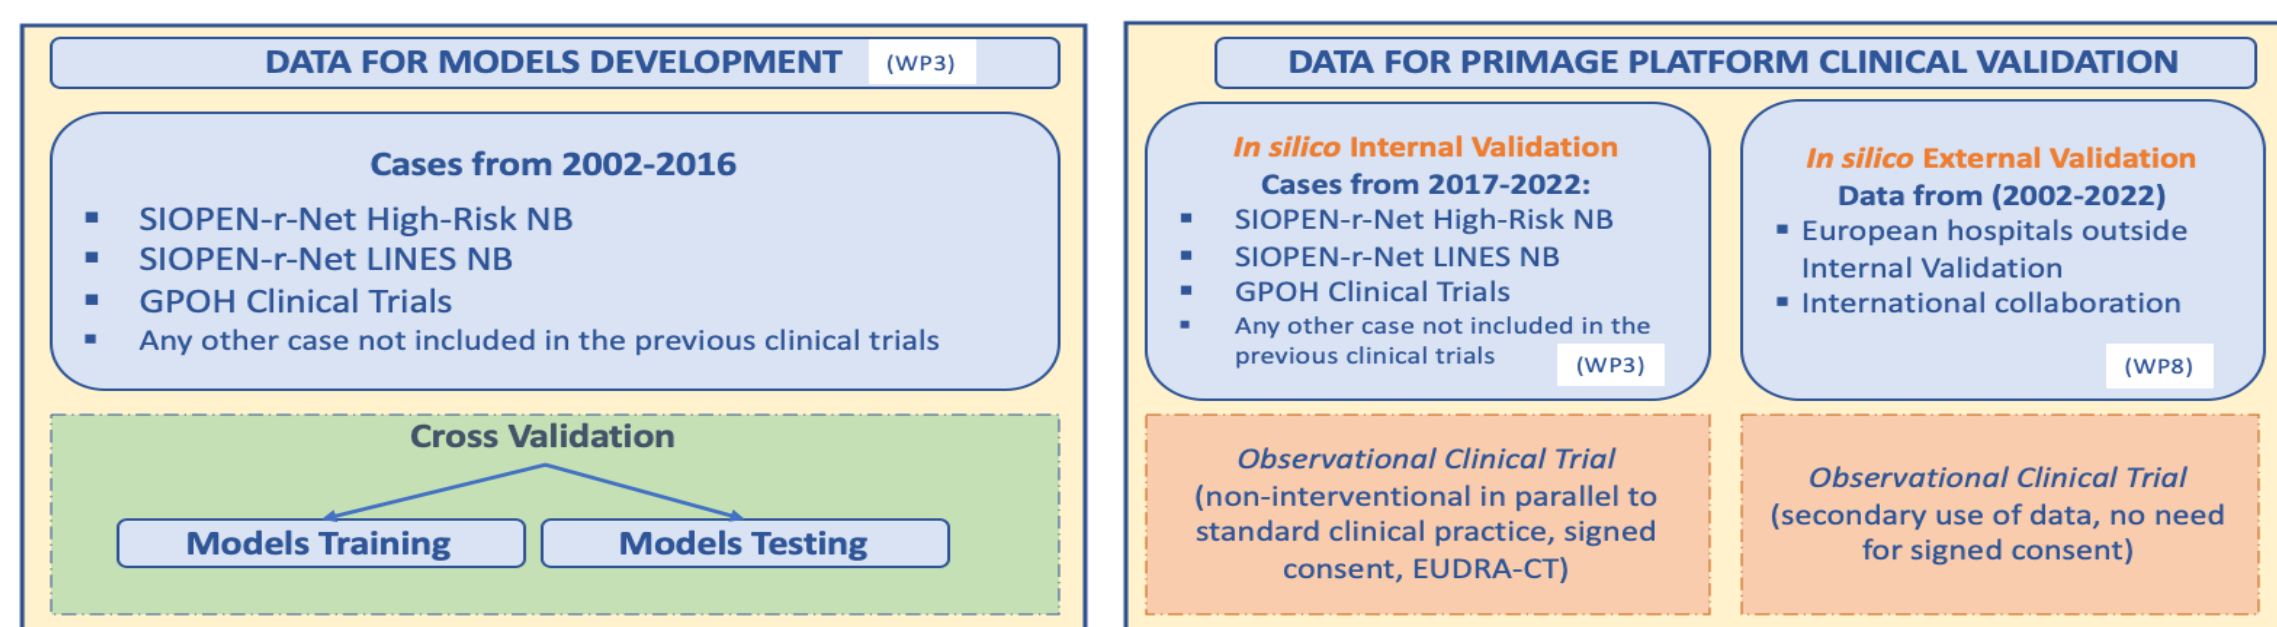 DATA FOR MODELS DEVELOPMENT (WP3)
Cases from 2002-2016
▪ SIOPEN-r-Net High-Risk NB
▪ SIOPEN-r-Net LINES NB
▪ GPOH Clinical Trials
▪ Any other case not included in the previous clinical trials
Cross Validation
Models Training
Models Testing
DATA FOR PRIMAGE PLATFORM CLINICAL VALIDATION
In silico Internal Validation
Cases from 2017-2022:
▪ SIOPEN-r-Net High-Risk NB
▪ SIOPEN-r-Net LINES NB
▪ GPOH Clinical Trials
▪ Any other case not included in the
previous clinical trials
(WP3)
In silico External Validation
Data from (2002-2022)
▪ European hospitals outside
Internal Validation
▪ International collaboration
(WP8)
Observational Clinical Trial
(non-interventional in parallel to
standard clinical practice, signed
consent, EUDRA-CT)
Observational Clinical Trial
(secondary use of data, no need
for signed consent)